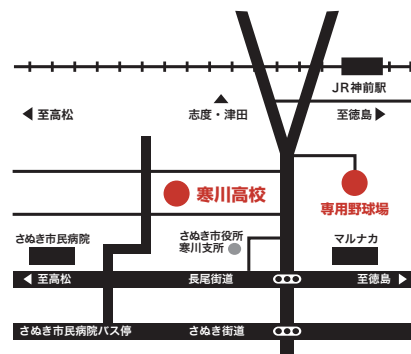 JR神前駅
至高松
志度・津田
至徳島
寒川高校
専用野球場
さぬき市民病院
さぬき市役所
寒川支所
マルナカ
至高松
長尾街道
至徳島
さぬき市民病院バス停
さぬき街道